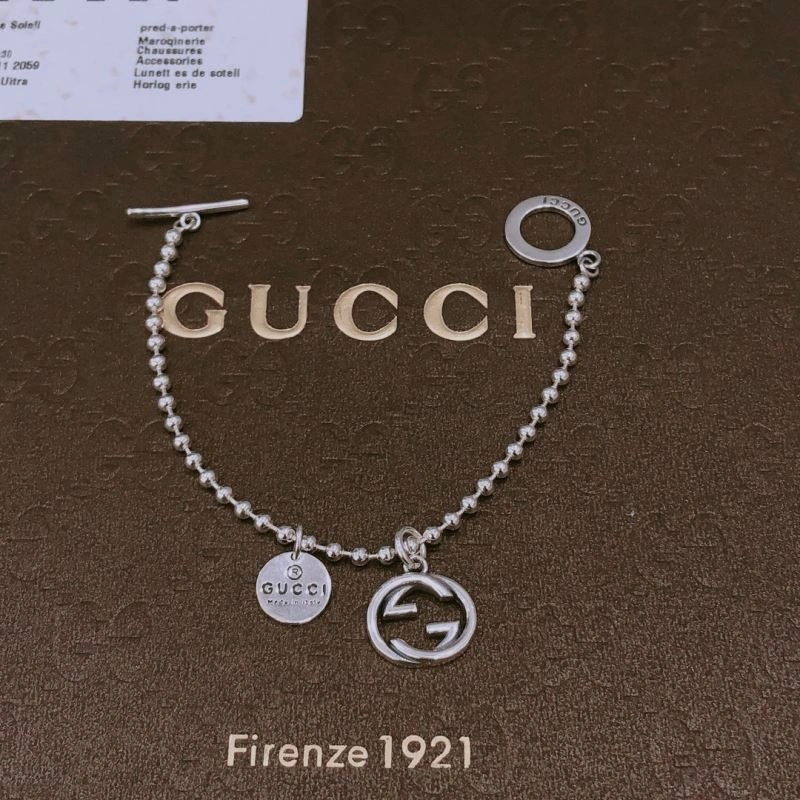 e Soleil
30
11 2059
Uitra
pred-a-porter
Maroqinerie
Chaussures
Accessories
Lunett es de soteil
Horlog erie
GUCCI
GUCCI
®
GUCCI
Made in Italy
Firenze 1921